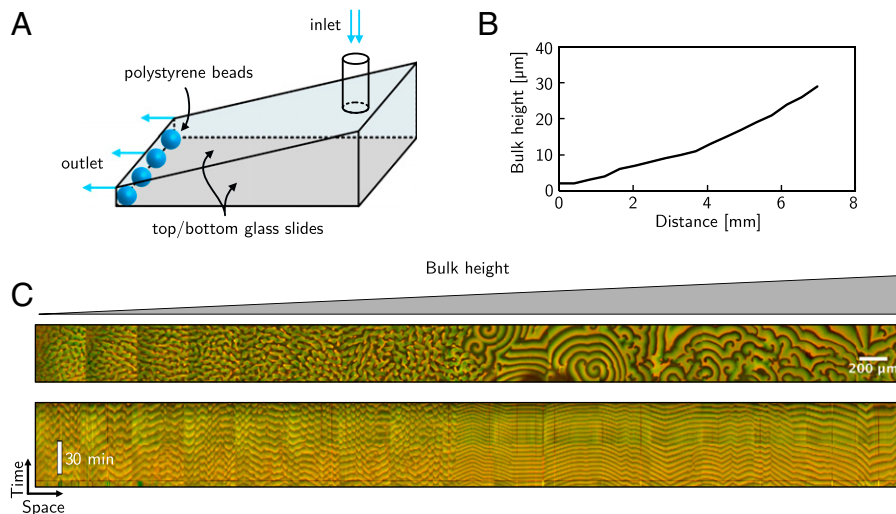 A
inlet
polystyrene beads
outlet
top/bottom glass slides
B
40
30
20
10
0
Bulk height [µm]
0
2
4
6
8
Distance [mm]
Bulk height
C
200 µm
30 min
Time
Space